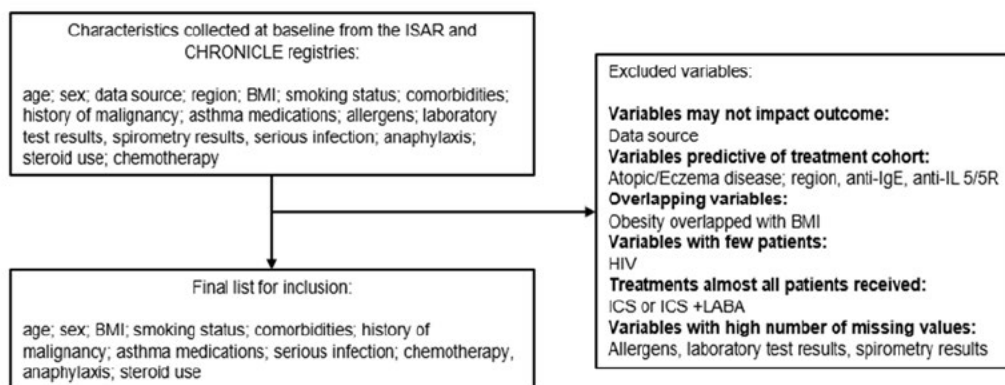 Characteristics collected at baseline from the ISAR and
CHRONICLE registries:
age; sex; data source; region; BMI; smoking status; comorbidities;
history of malignancy; asthma medications; allergens; laboratory
test results, spirometry results, serious infection; anaphylaxis;
steroid use; chemotherapy
Excluded variables:
Variables may not impact outcome:
Data source
Variables predictive of treatment cohort:
Atopic/Eczema disease; region, anti-IgE, anti-IL 5/5R
Overlapping variables:
Obesity overlapped with BMI
Variables with few patients:
HIV
Treatments almost all patients received:
ICS or ICS +LABA
Variables with high number of missing values:
Allergens, laboratory test results, spirometry results
Final list for inclusion:
age; sex; BMI; smoking status; comorbidities; history of
malignancy; asthma medications; serious infection; chemotherapy,
anaphylaxis; steroid use